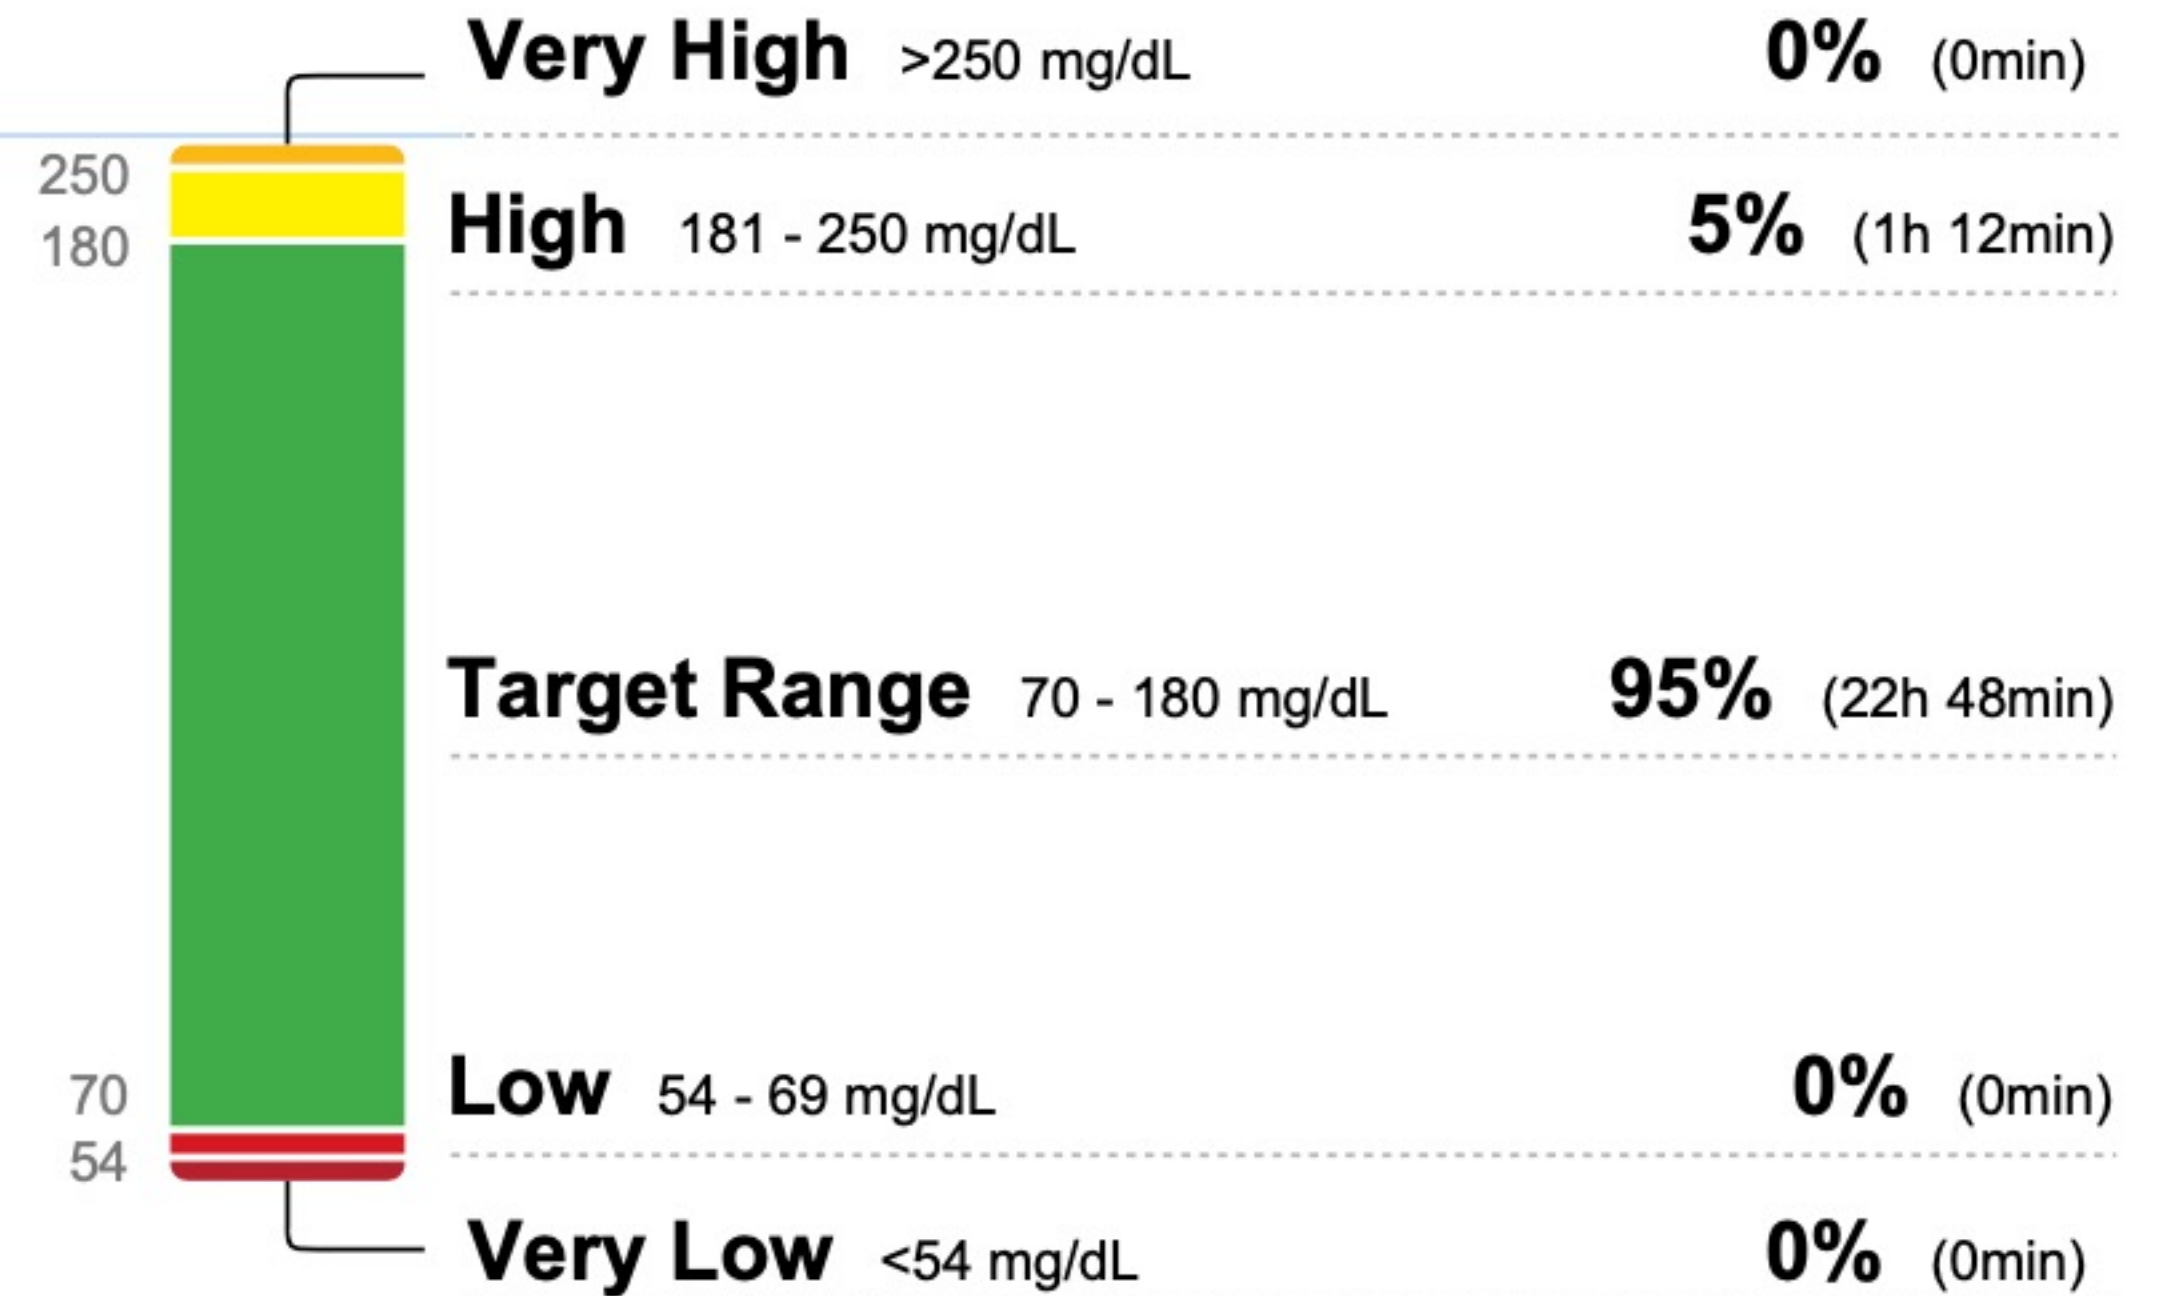 Very High >250 mg/dL 0% (0min)
250
High 181 - 250 mg/dL 5% (1h 12min)
180
Target Range 70 - 180 mg/dL 95% (22h 48min)
70
Low 54 - 69 mg/dL 0% (0min)
54
Very Low <54 mg/dL 0% (0min)